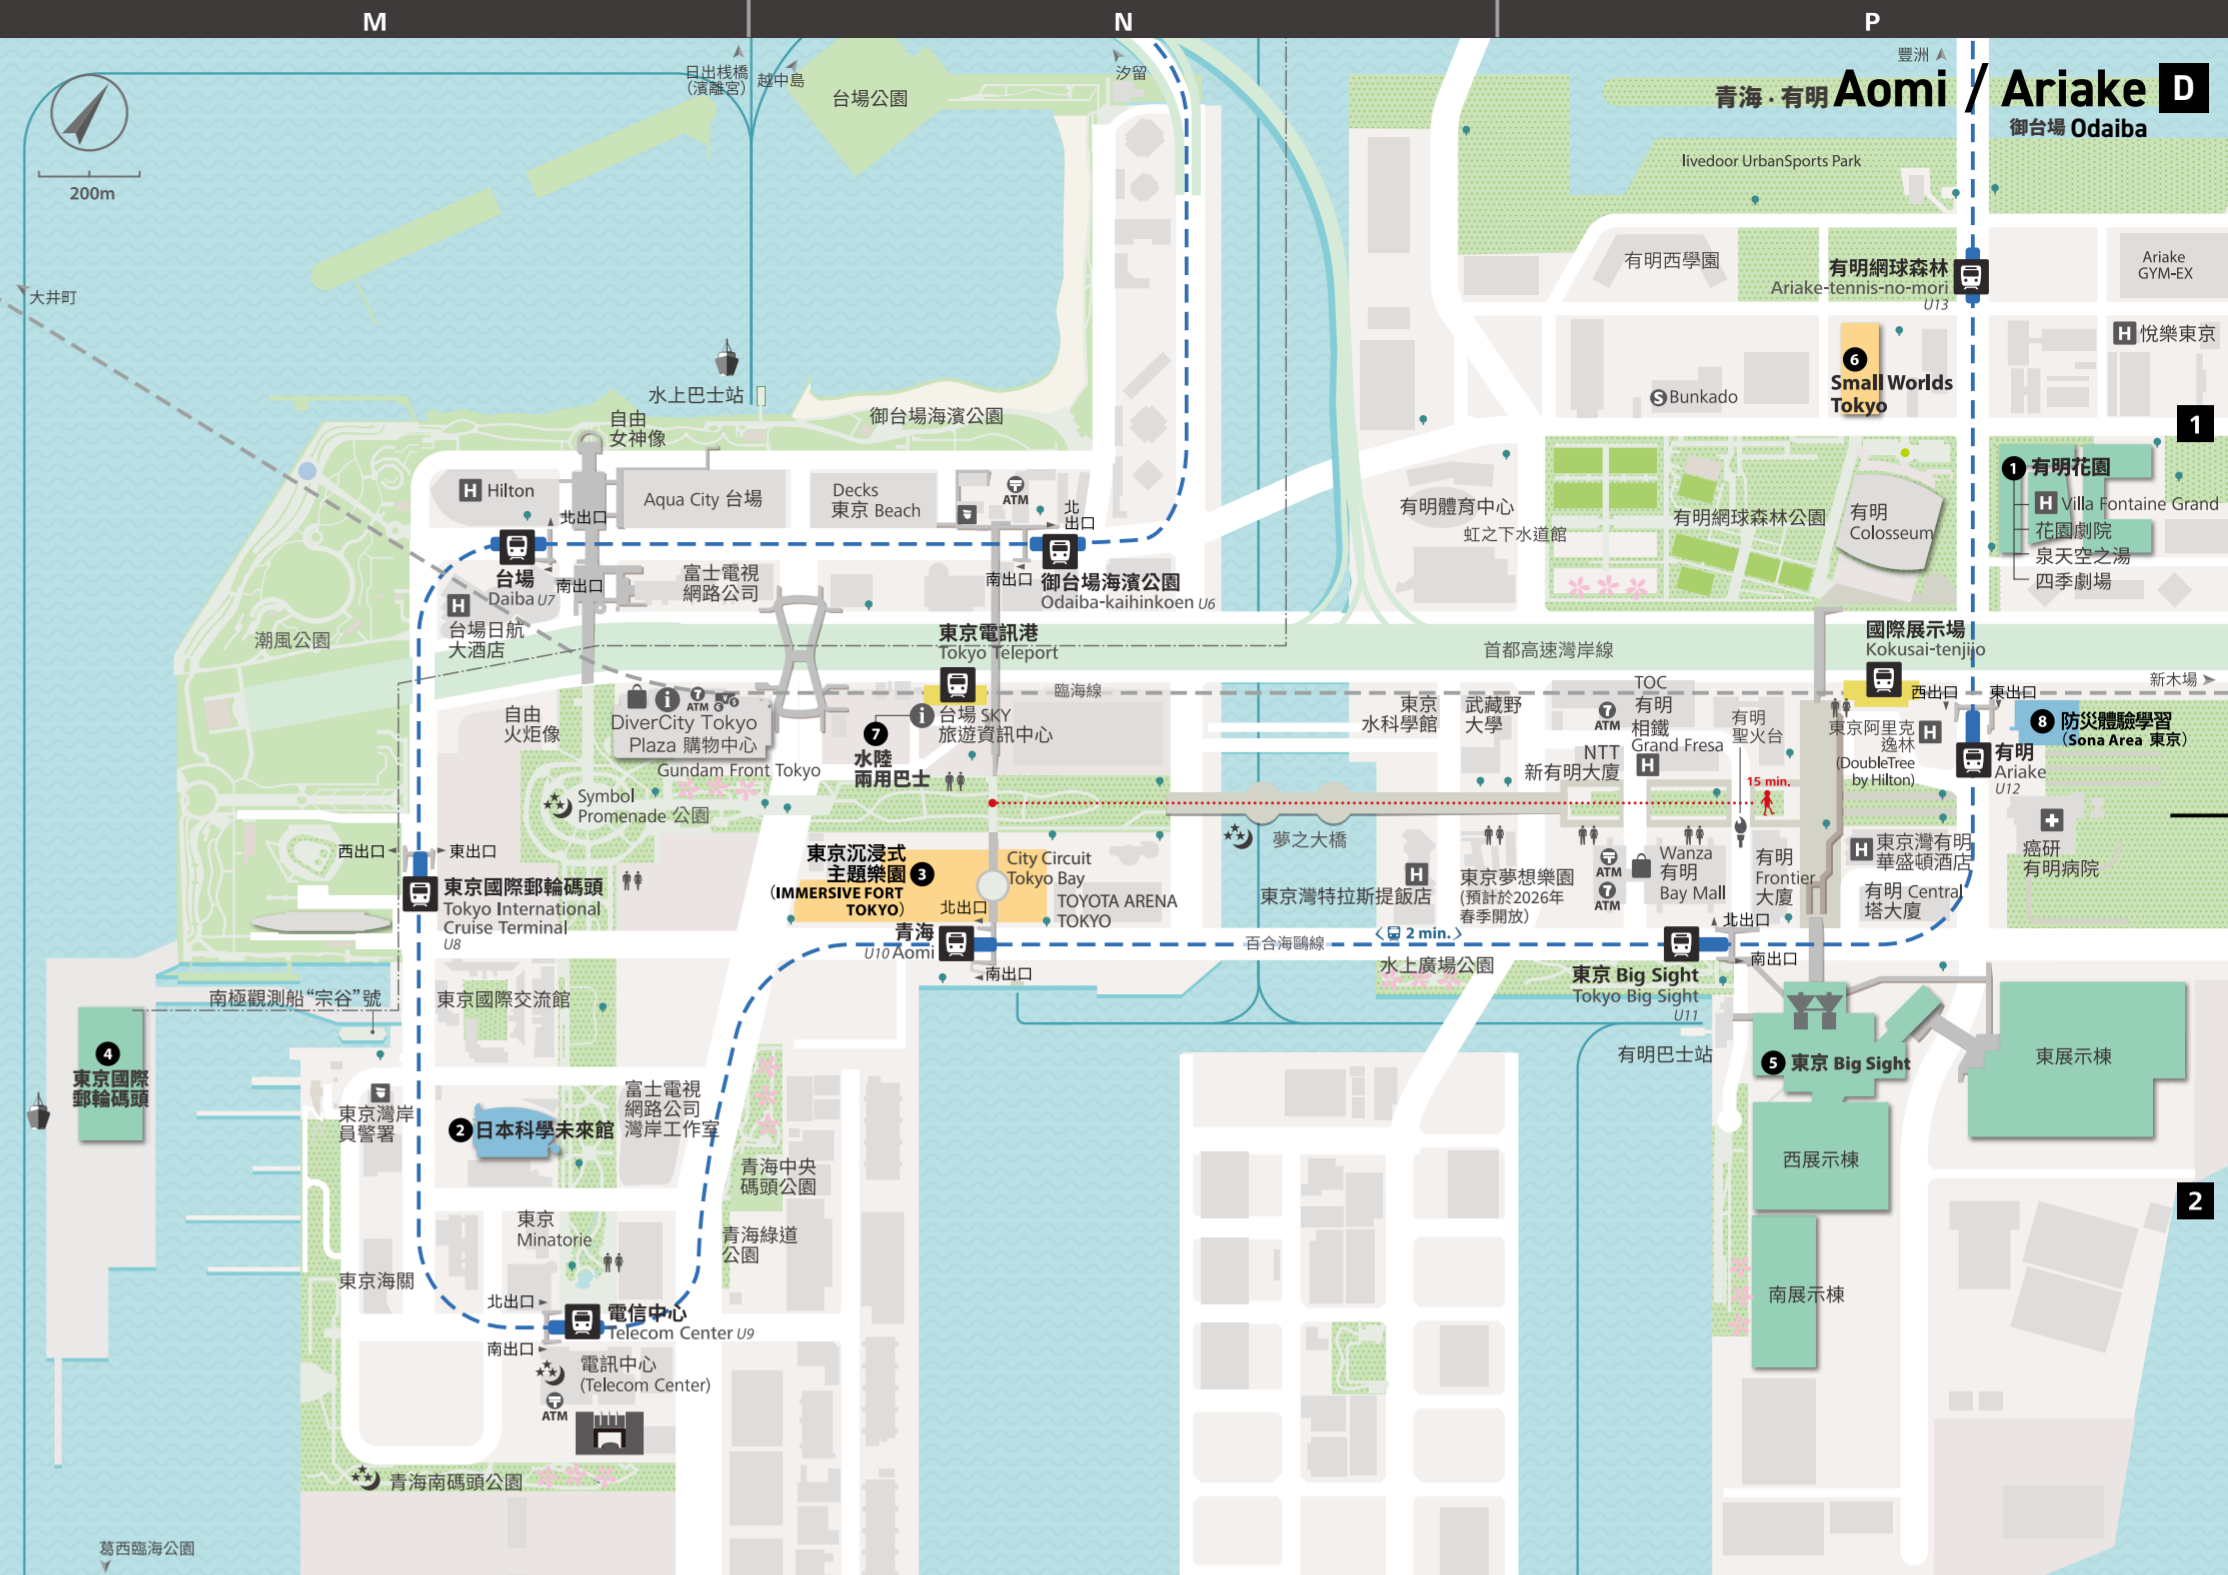 M
N
P
日出棧橋
（濱離宮）
越中島
台場公園
汐留
豐洲
青海・有明 Aomi / Ariake D
御台場 Odaiba
200m
livedoor UrbanSports Park
大井町
有明西學園
有明網球森林
Ariake-tennis-no-mori
U13
Ariake
GYM-EX
H 悅樂東京
水上巴士站
自由
女神像
御台場海濱公園
S Bunkado
6
Small Worlds
Tokyo
1
H Hilton
Aqua City 台場
Decks
東京 Beach
ATM
北
出口
北出口
有明體育中心
虹之下水道館
有明網球森林公園
有明
Colosseum
1 有明花園
H Villa Fontaine Grand
花園劇院
泉天空之湯
四季劇場
台場
Daiba U7
南出口
富士電視
網路公司
南出口
御台場海濱公園
Odaiba-kaihinkoen U6
H
台場日航
大酒店
潮風公園
東京電訊港
Tokyo Teleport
首都高速灣岸線
國際展示場
Kokusai-tenjijo
臨海線
新木場
自由
火炬像
i
7
ATM
DiverCity Tokyo
Plaza 購物中心
Gundam Front Tokyo
i 台場 SKY
旅遊資訊中心
7
水陸
兩用巴士
東京
水科學館
武藏野
大學
TOC
有明
7
ATM
相鐵
Grand Fresa
H
NTT
新有明大廈
有明
聖火台
15 min.
西出口
東出口
東京阿里克
逸林
H
(DoubleTree
by Hilton)
8 防災體驗學習
（Sona Area 東京）
有明
Ariake
U12
Symbol
Promenade 公園
夢之大橋
西出口
東出口
東京國際郵輪碼頭
Tokyo International
Cruise Terminal
U8
東京沉浸式
主題樂園
3
（IMMERSIVE FORT
TOKYO）
City Circuit
Tokyo Bay
TOYOTA ARENA
TOKYO
北出口
青海
U10 Aomi
南出口
H
東京灣特拉斯提飯店
東京夢想樂園
(預計於2026年
春季開放)
ATM
7
ATM
Wanza
有明
Bay Mall
有明
Frontier
大廈
H 東京灣有明
華盛頓酒店
有明 Central
塔大廈
癌研
有明病院
百合海鷗線
2 min.
水上廣場公園
北出口
東京 Big Sight
Tokyo Big Sight
U11
南出口
南極觀測船“宗谷”號
東京國際交流館
4
東京國際
郵輪碼頭
東京灣岸
員警署
2 日本科學未來館
富士電視
網路公司
灣岸工作室
有明巴士站
5 東京 Big Sight
東展示棟
西展示棟
青海中央
碼頭公園
青海綠道
公園
東京
Minatorie
2
南展示棟
東京海關
北出口
電信中心
Telecom Center U9
南出口
電訊中心
(Telecom Center)
ATM
青海南碼頭公園
葛西臨海公園